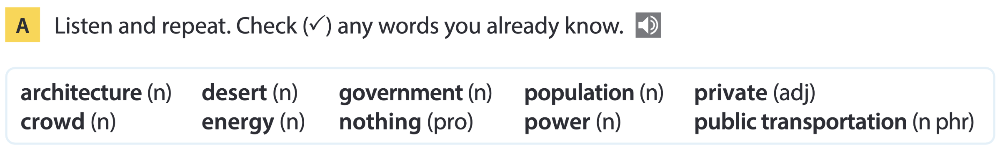 A Listen and repeat. Check (✓) any words you already know.
architecture (n) desert (n) government (n) population (n) private (adj)
crowd (n) energy (n) nothing (pro) power (n) public transportation (n phr)